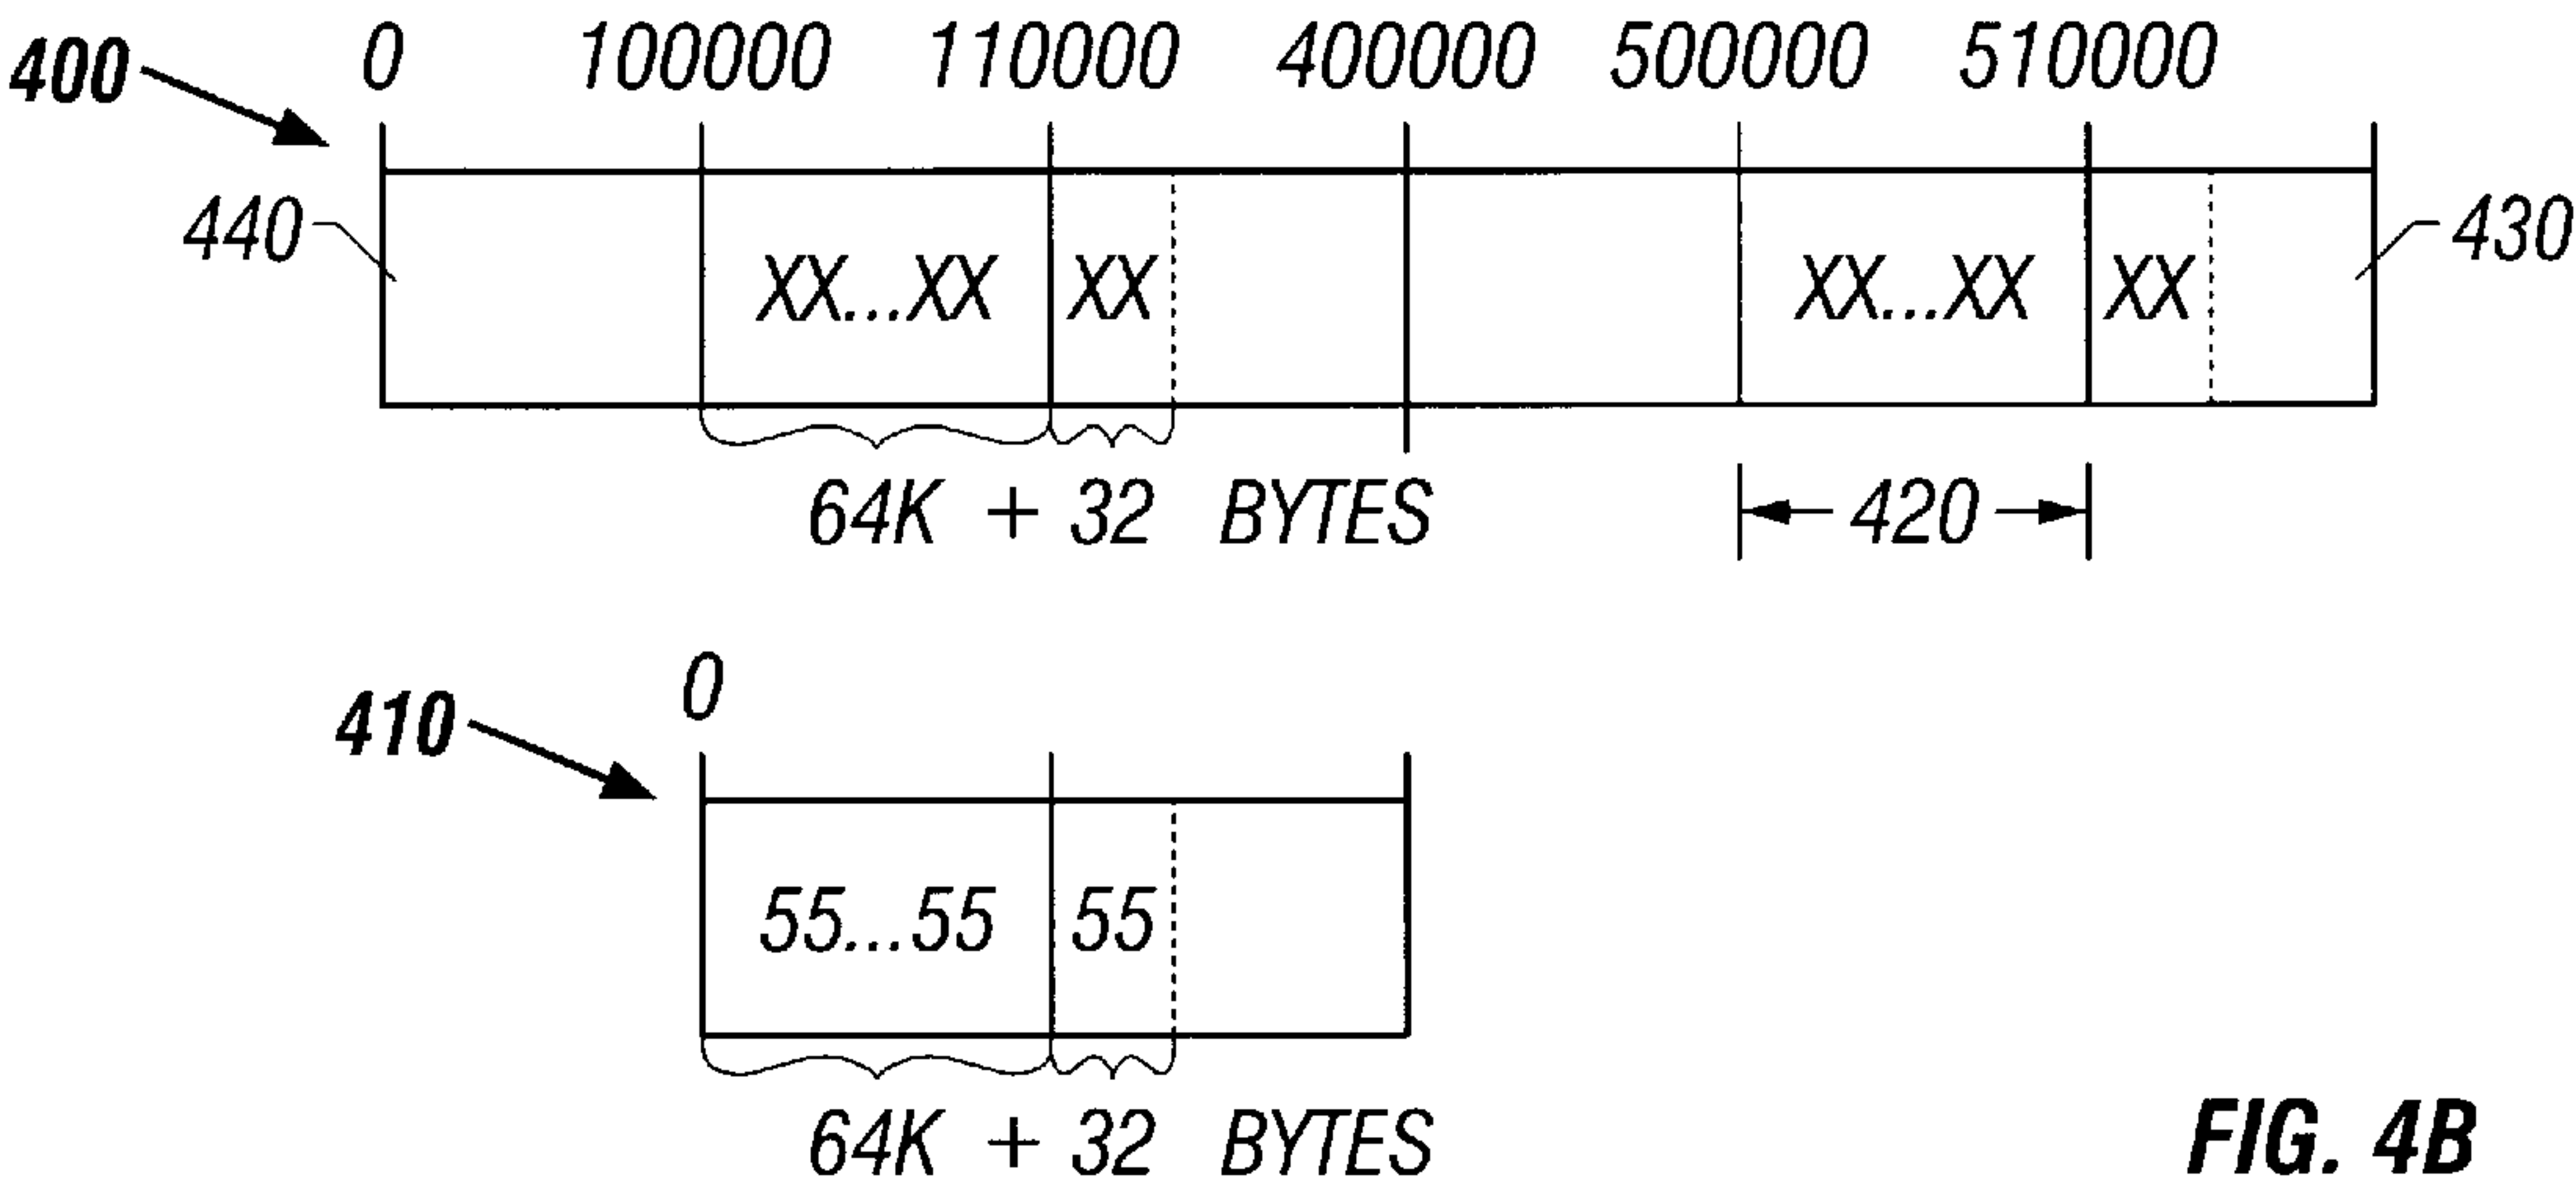 400 0 100000 110000 400000 500000 510000
440 XX...XX XX XX...XX XX 430
64K + 32 BYTES 420
0
410
55...55 55
64K + 32 BYTES
FIG. 4B